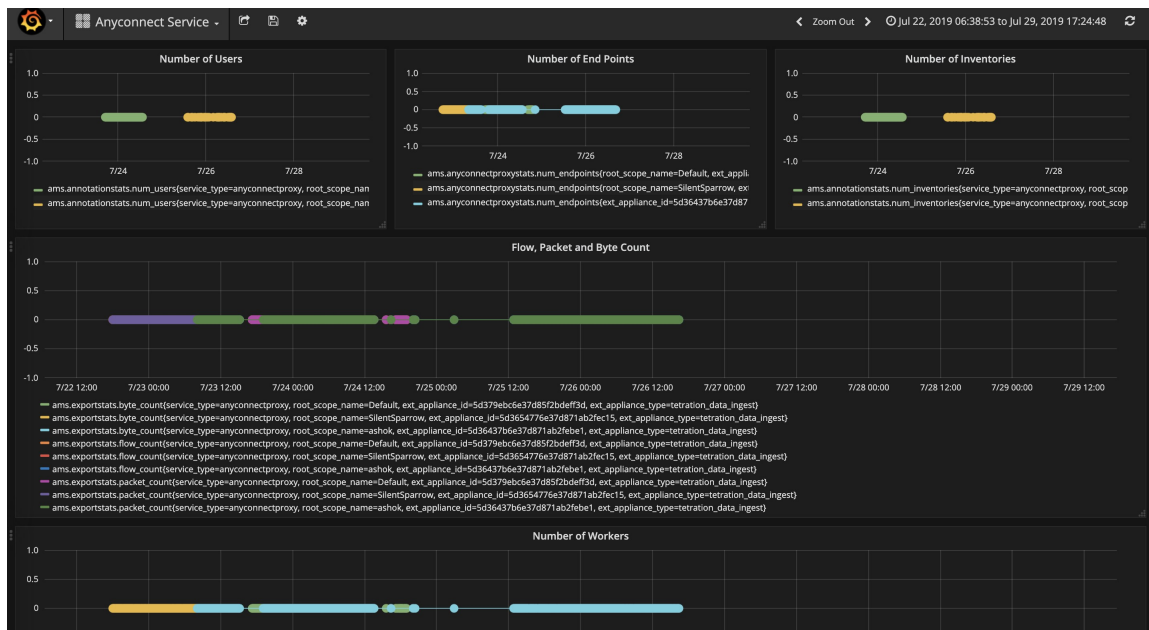 Anyconnect Service
Zoom Out
Jul 22, 2019 06:38:53 to Jul 29, 2019 17:24:48
Number of Users
1.0
0.5
0
-0.5
-1.0
7/24 7/26 7/28
ams.annotationstats.num_users{service_type=anyconnectproxy, root_scope_nan
ams.annotationstats.num_users{service_type=anyconnectproxy, root_scope_nan
Number of End Points
1.0
0.5
0
-0.5
-1.0
7/24 7/26 7/28
ams.anyconnectproxystats.num_endpoints{root_scope_name=Default, ext_appli
ams.anyconnectproxystats.num_endpoints{root_scope_name=SilentSparrow, ex
ams.anyconnectproxystats.num_endpoints{ext_appliance_id=5d36437b6e37d87
Number of Inventories
1.0
0.5
0
-0.5
-1.0
7/24 7/26 7/28
ams.annotationstats.num_inventories{service_type=anyconnectproxy, root_scop
ams.annotationstats.num_inventories{service_type=anyconnectproxy, root_scop
Flow, Packet and Byte Count
1.0
0.5
0
-0.5
-1.0
7/22 12:00 7/23 00:00 7/23 12:00 7/24 00:00 7/24 12:00 7/25 00:00 7/25 12:00 7/26 00:00 7/26 12:00 7/27 00:00 7/27 12:00 7/28 00:00 7/28 12:00 7/29 00:00 7/29 12:00
ams.exportstats.byte_count{service_type=anyconnectproxy, root_scope_name=Default, ext_appliance_id=5d379ebc6e37d85f2bdeff3d, ext_appliance_type=tetration_data_ingest}
ams.exportstats.byte_count{service_type=anyconnectproxy, root_scope_name=SilentSparrow, ext_appliance_id=5d3654776e37d871ab2fec15, ext_appliance_type=tetration_data_ingest}
ams.exportstats.byte_count{service_type=anyconnectproxy, root_scope_name=ashok, ext_appliance_id=5d36437b6e37d871ab2febe1, ext_appliance_type=tetration_data_ingest}
ams.exportstats.flow_count{service_type=anyconnectproxy, root_scope_name=Default, ext_appliance_id=5d379ebc6e37d85f2bdeff3d, ext_appliance_type=tetration_data_ingest}
ams.exportstats.flow_count{service_type=anyconnectproxy, root_scope_name=SilentSparrow, ext_appliance_id=5d3654776e37d871ab2fec15, ext_appliance_type=tetration_data_ingest}
ams.exportstats.flow_count{service_type=anyconnectproxy, root_scope_name=ashok, ext_appliance_id=5d36437b6e37d871ab2febe1, ext_appliance_type=tetration_data_ingest}
ams.exportstats.packet_count{service_type=anyconnectproxy, root_scope_name=Default, ext_appliance_id=5d379ebc6e37d85f2bdeff3d, ext_appliance_type=tetration_data_ingest}
ams.exportstats.packet_count{service_type=anyconnectproxy, root_scope_name=SilentSparrow, ext_appliance_id=5d3654776e37d871ab2fec15, ext_appliance_type=tetration_data_ingest}
ams.exportstats.packet_count{service_type=anyconnectproxy, root_scope_name=ashok, ext_appliance_id=5d36437b6e37d871ab2febe1, ext_appliance_type=tetration_data_ingest}
Number of Workers
1.0
0.5
0